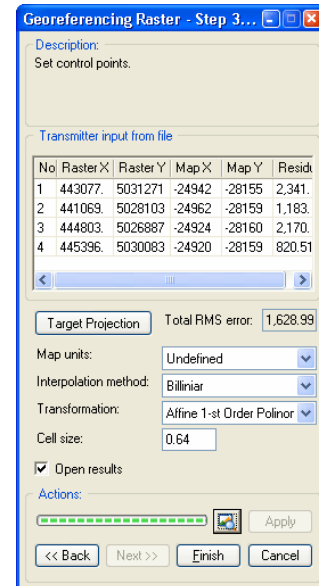 Georeferencing Raster - Step 3...
Description:
Set control points.
Transmitter input from file
No Raster X Raster Y Map X Map Y Residu
1 443077. 5031271 -24942 -28155 2,341.
2 441069. 5028103 -24962 -28159 1,183.
3 444803. 5026887 -24924 -28160 2,170.
4 445396. 5030083 -24920 -28159 820.51
Target Projection Total RMS error: 1,628.99
Map units: Undefined
Interpolation method: Billiniar
Transformation: Affine 1-st Order Polinor
Cell size: 0.64
Open results
Actions:
Apply
<< Back Next >> Finish Cancel